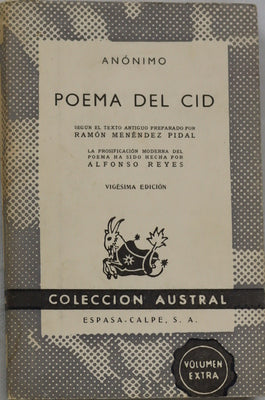 ANÓNIMO
POEMA DEL CID
SEGÚN EL TEXTO ANTIGUO PREPARADO POR
RAMÓN MENÉNDEZ PIDAL
LA PROSIFICACIÓN MODERNA DEL
POEMA HA SIDO HECHA POR
ALFONSO REYES
VIGÉSIMA EDICIÓN
COLECCION AUSTRAL
ESPASA-CALPE, S. A.
VOLUMEN
EXTRA